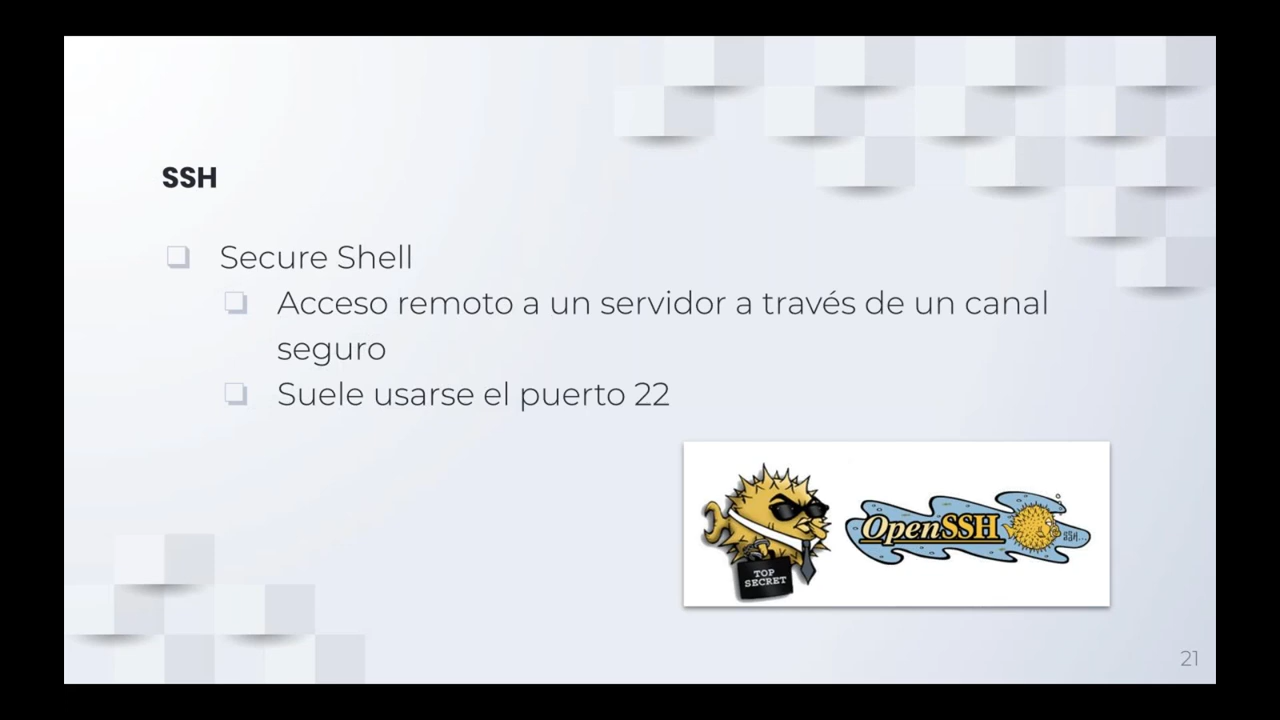 SSH
Secure Shell
Acceso remoto a un servidor a través de un canal
seguro
Suele usarse el puerto 22
TOP
SECRET
OpenSSH
SSH...
21